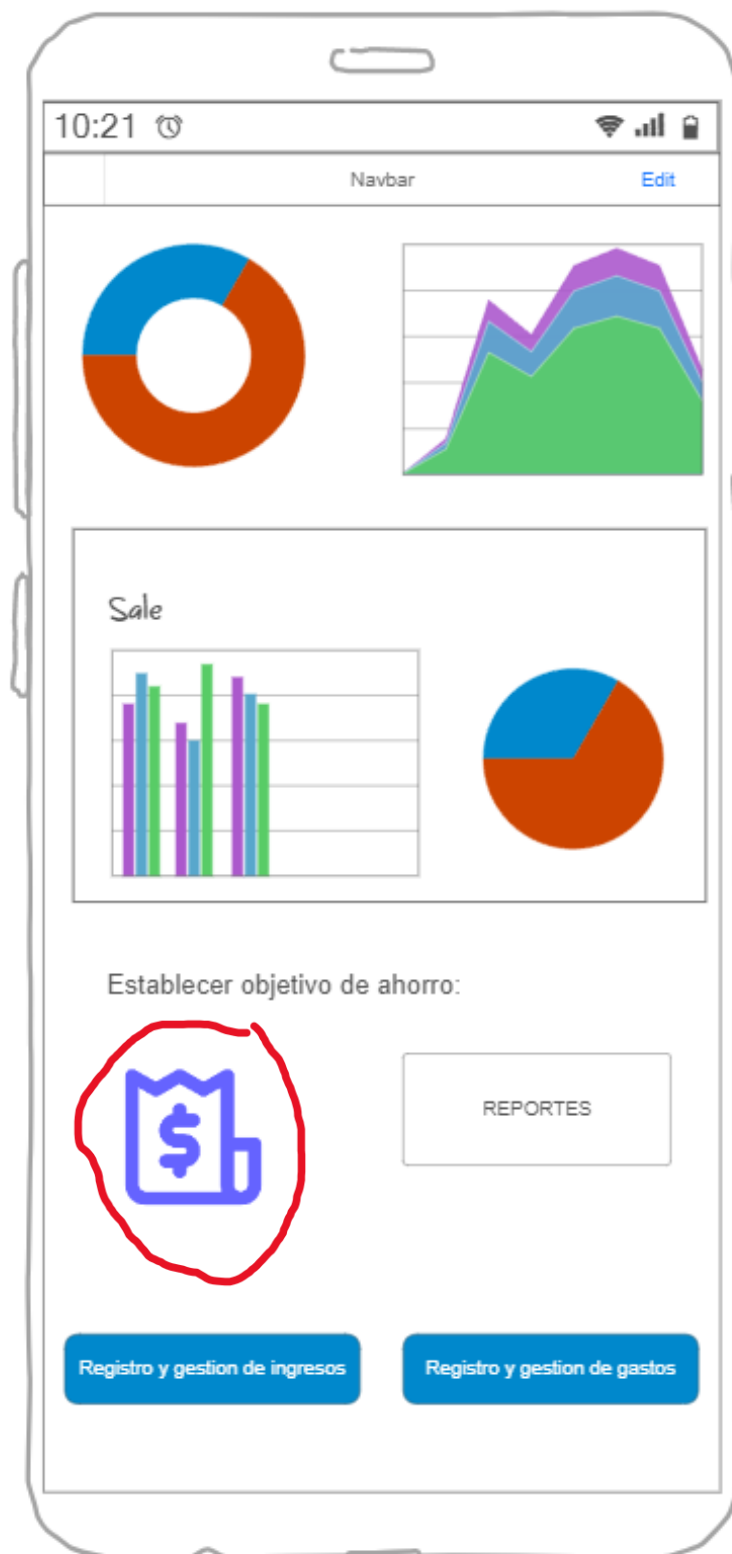 10:21
Navbar
Edit
Sale
Establecer objetivo de ahorro:
$
REPORTES
Registro y gestion de ingresos
Registro y gestion de gastos